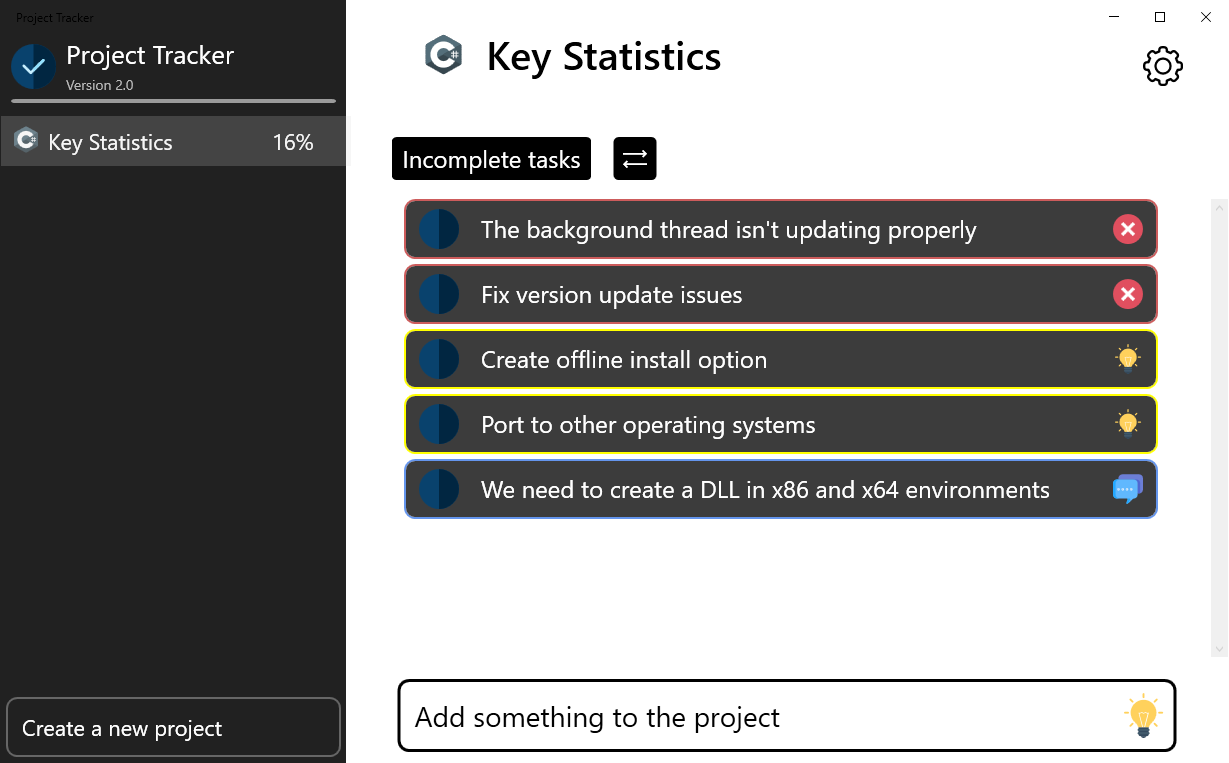 Project Tracker
Project Tracker
Version 2.0
Key Statistics 16%
Create a new project
C# Key Statistics
Incomplete tasks
The background thread isn't updating properly
Fix version update issues
Create offline install option
Port to other operating systems
We need to create a DLL in x86 and x64 environments
Add something to the project